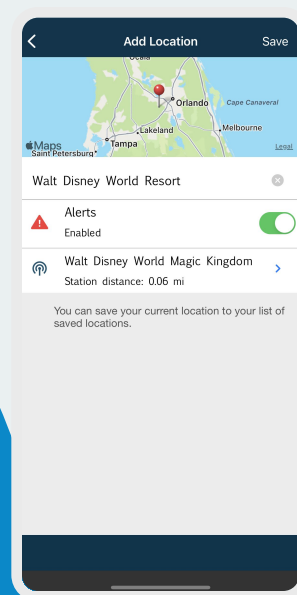 Add Location
Save
Ocala
Orlando
Cape Canaveral
Lakeland
Melbourne
Maps
Tampa
Legal
Saint Petersburg
Walt Disney World Resort
Alerts
Enabled
Walt Disney World Magic Kingdom
Station distance: 0.06 mi
You can save your current location to your list of
saved locations.